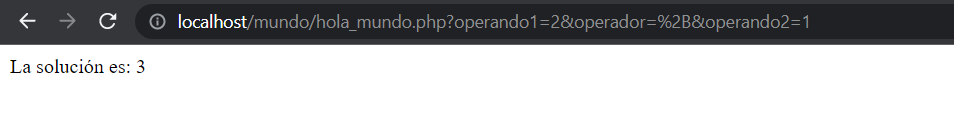 localhost/mundo/hola_mundo.php?operando1=2&operador=%2B&operando2=1
La solución es: 3